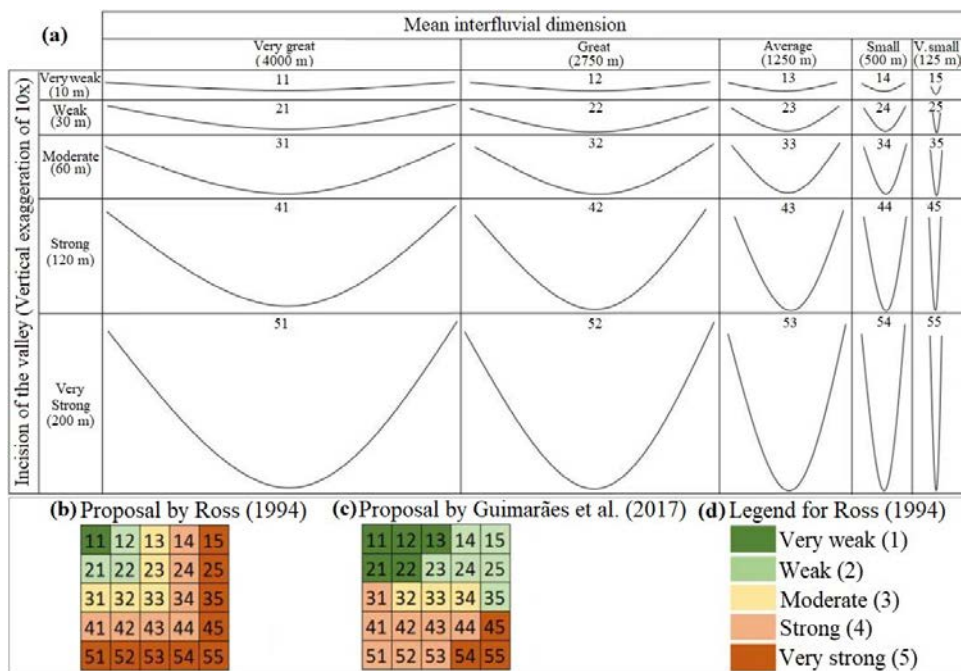 (a)
Mean interfluvial dimension
Very great
(4000 m)
Great
(2750 m)
Average
(1250 m)
Small
(500 m)
V. small
(125 m)
Incision of the valley (Vertical exaggeration of 10x)
Very weak
(10 m)
11 12 13 14 15
Weak
(30 m)
21 22 23 24 25
Moderate
(60 m)
31 32 33 34 35
Strong
(120 m)
41 42 43 44 45
Very
Strong
(200 m)
51 52 53 54 55
(b) Proposal by Ross (1994)
11 12 13 14 15
21 22 23 24 25
31 32 33 34 35
41 42 43 44 45
51 52 53 54 55
(c) Proposal by Guimarães et al. (2017)
11 12 13 14 15
21 22 23 24 25
31 32 33 34 35
41 42 43 44 45
51 52 53 54 55
(d) Legend for Ross (1994)
Very weak (1)
Weak (2)
Moderate (3)
Strong (4)
Very strong (5)